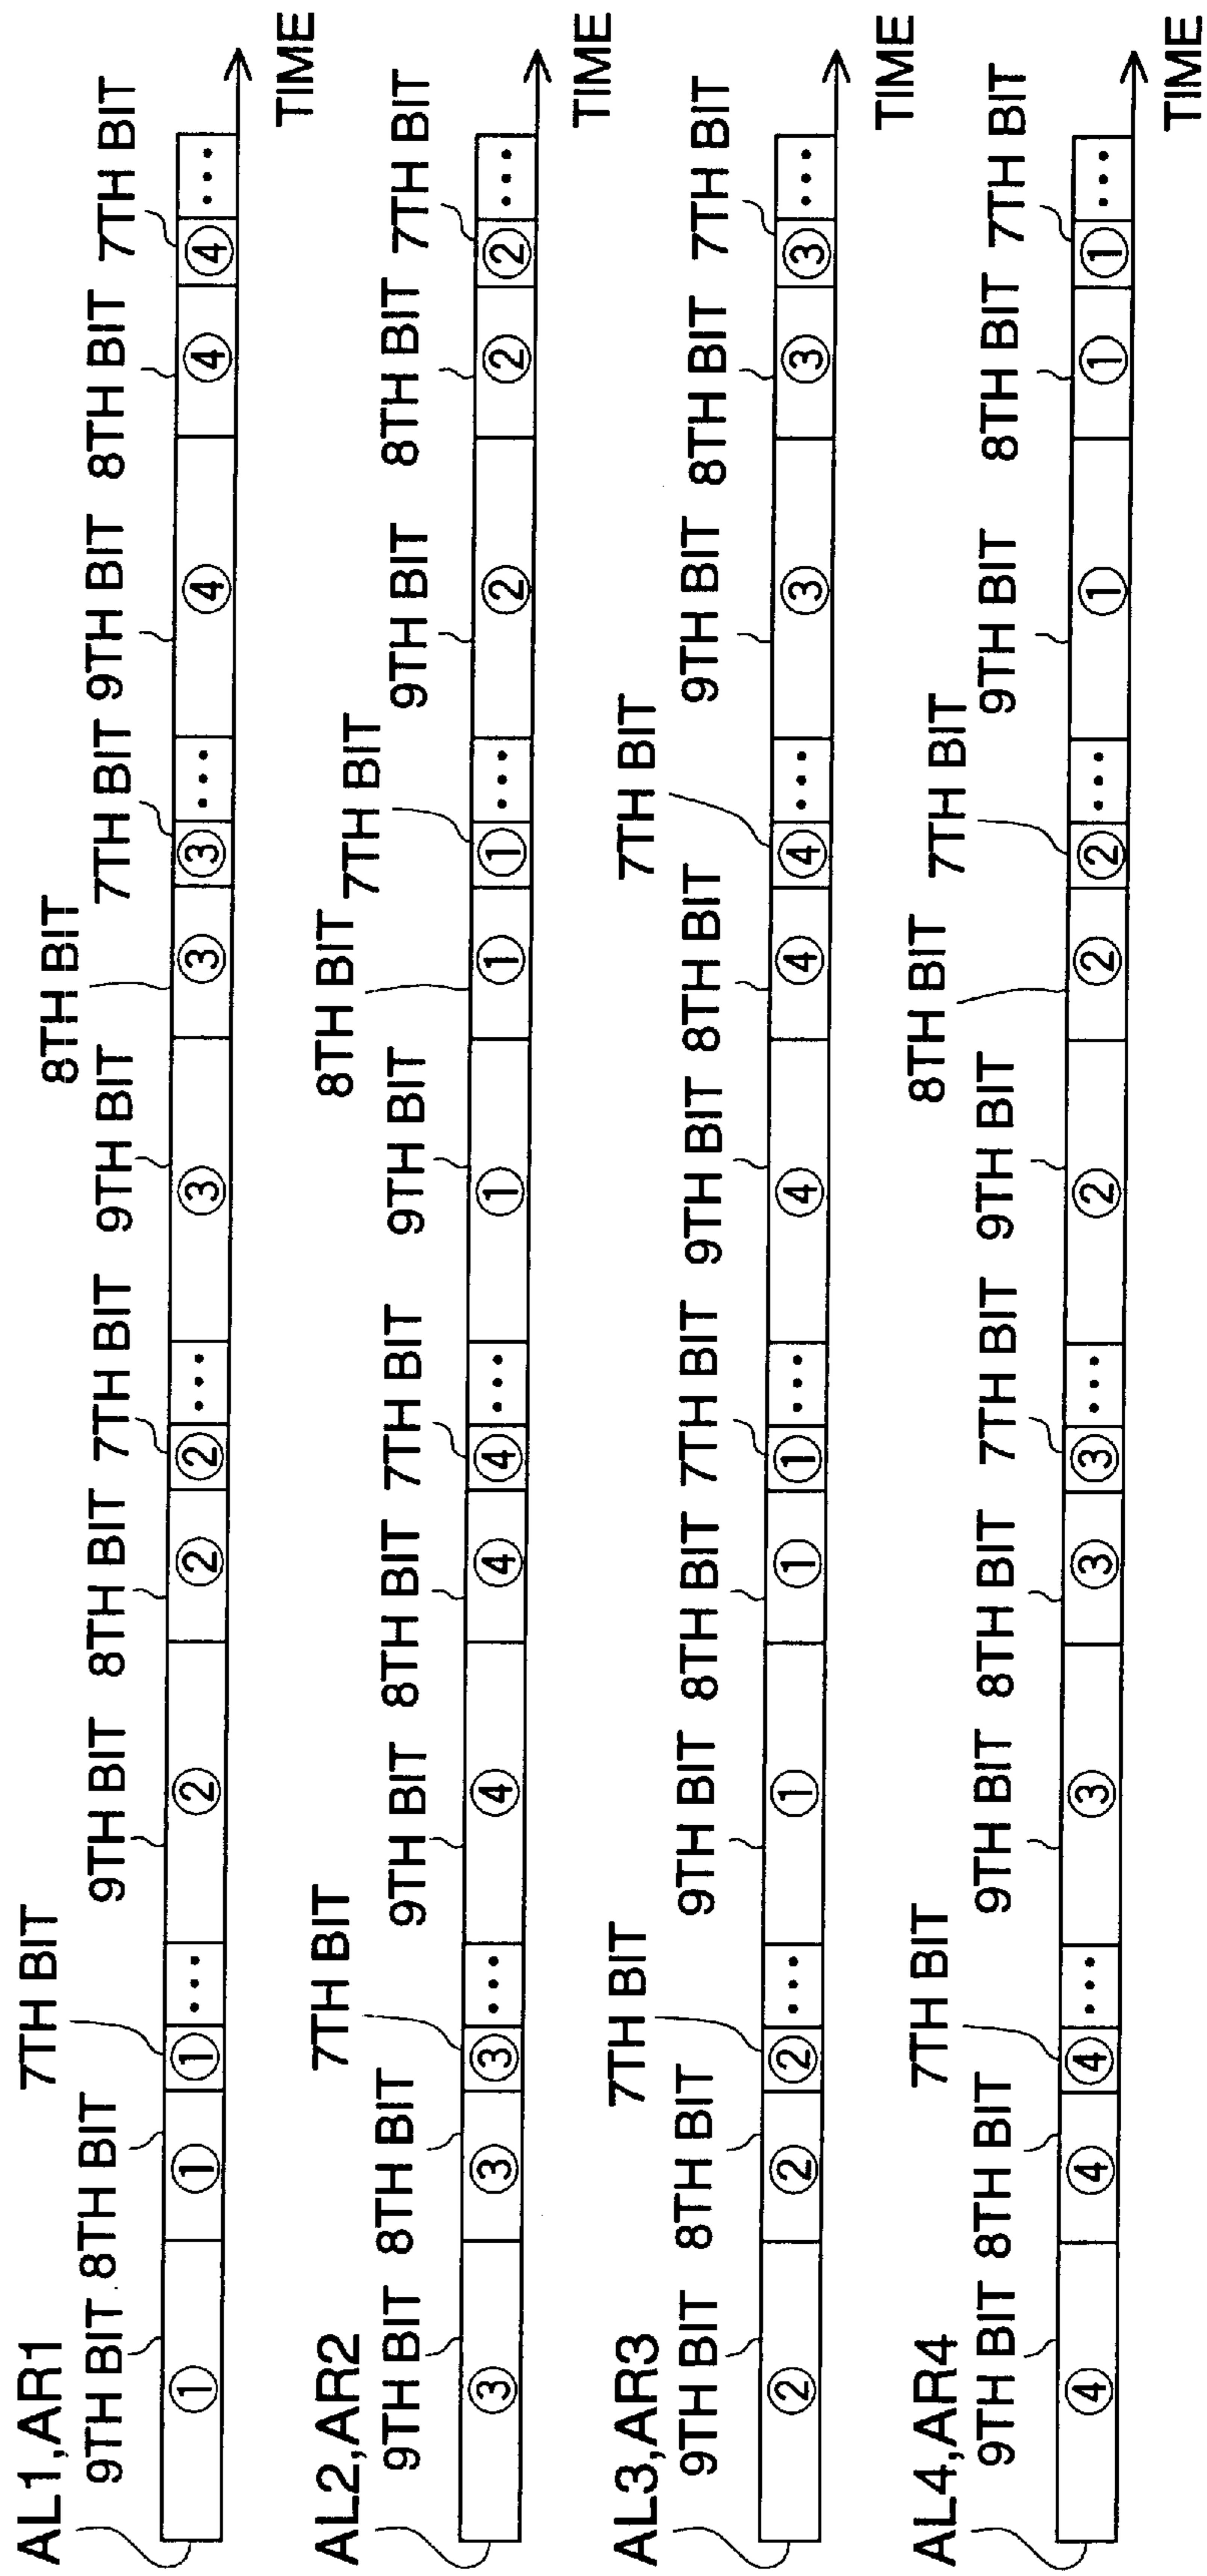 AL1,AR1
9TH BIT 8TH BIT 7TH BIT 9TH BIT 8TH BIT 7TH BIT 9TH BIT 8TH BIT 7TH BIT 9TH BIT 8TH BIT 7TH BIT
① ① ① ... ② ② ② ... ③ ③ ③ ... ④ ④ ④ ...
TIME
AL2,AR2
9TH BIT 8TH BIT 7TH BIT 9TH BIT 8TH BIT 7TH BIT 9TH BIT 8TH BIT 7TH BIT 9TH BIT 8TH BIT 7TH BIT
③ ③ ③ ... ④ ④ ④ ... ① ① ① ... ② ② ② ...
TIME
AL3,AR3
9TH BIT 8TH BIT 7TH BIT 9TH BIT 8TH BIT 7TH BIT 9TH BIT 8TH BIT 7TH BIT 9TH BIT 8TH BIT 7TH BIT
② ② ② ... ① ① ① ... ④ ④ ④ ... ③ ③ ③ ...
TIME
AL4,AR4
9TH BIT 8TH BIT 7TH BIT 9TH BIT 8TH BIT 7TH BIT 9TH BIT 8TH BIT 7TH BIT 9TH BIT 8TH BIT 7TH BIT
④ ④ ④ ... ③ ③ ③ ... ② ② ② ... ① ① ① ...
TIME